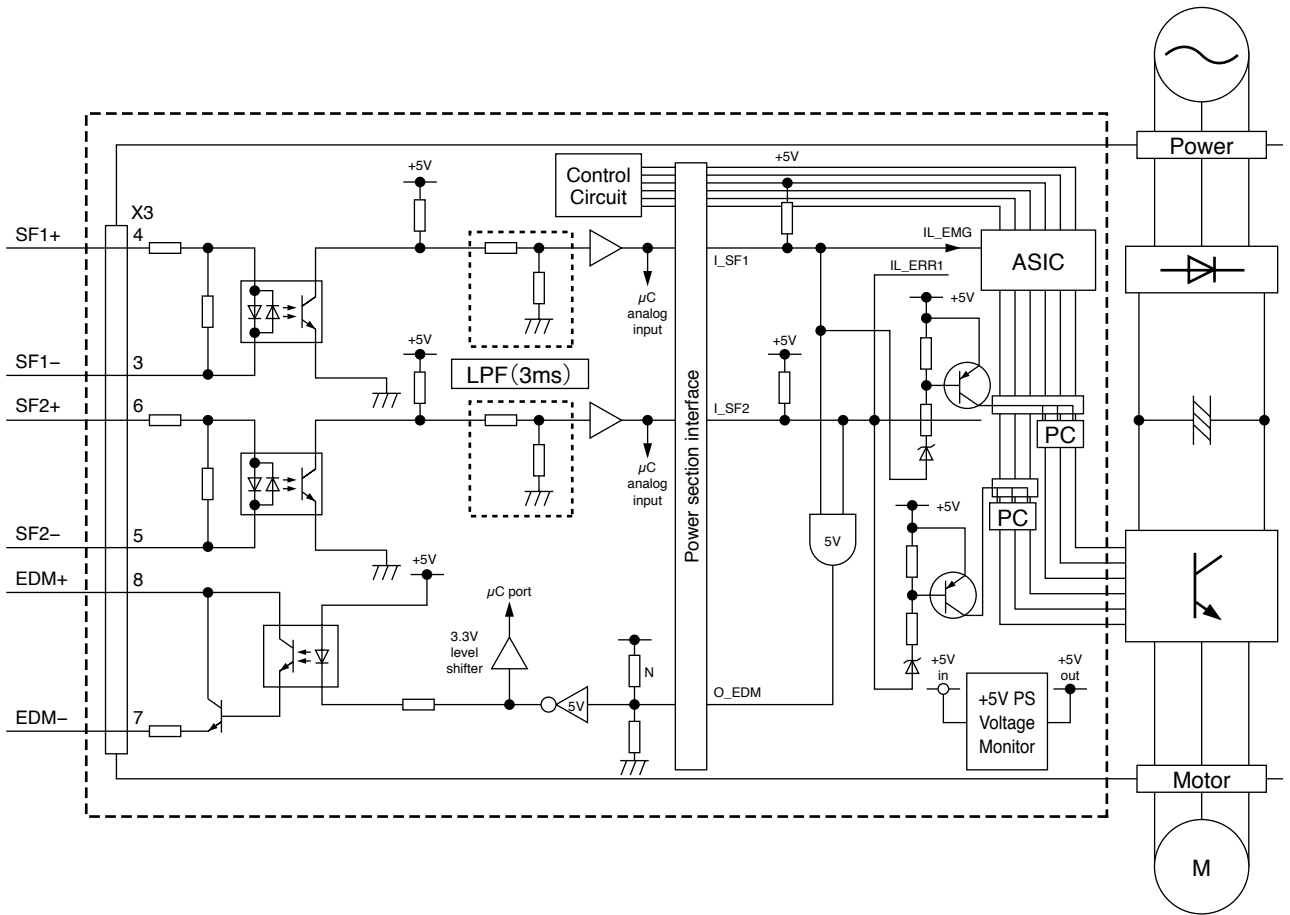 Power
+5V
+5V
Control
Circuit
X3
SF1+
4
IL_EMG
I_SF1
ASIC
IL_ERR1
µC
analog
input
+5V
+5V
+5V
SF1−
3
LPF(3ms)
SF2+
6
I_SF2
PC
µC
analog
input
Power section interface
PC
+5V
SF2−
5
5V
+5V
EDM+
8
µC port
3.3V
level
shifter
N
+5V
in
+5V
out
O_EDM
5V
+5V PS
Voltage
Monitor
EDM−
7
Motor
M